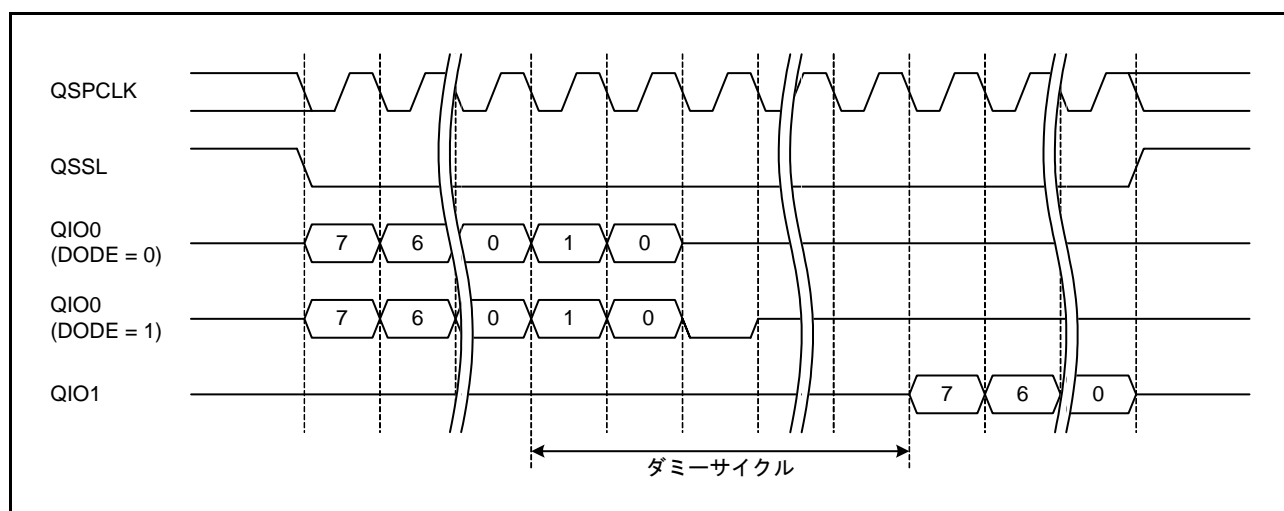 QSPCLK
QSSL
QIO0
(DODE = 0)
7 6 0 1 0
QIO0
(DODE = 1)
7 6 0 1 0
QIO1
7 6 0
ダミーサイクル